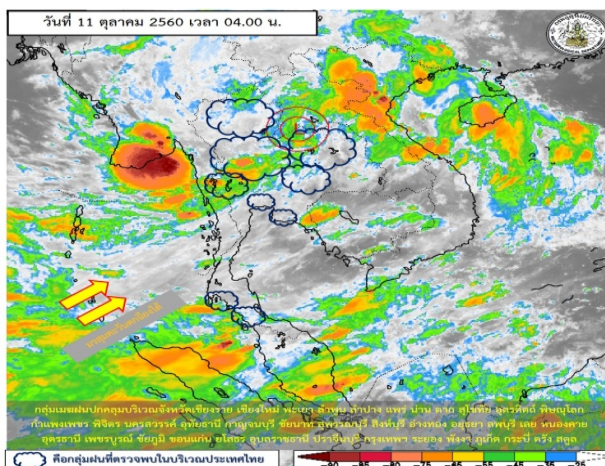 วันที่ 11 ตุลาคม 2560 เวลา 04.00 น.
กลุ่มเมฆฝนปกคลุมบริเวณจังหวัดเชียงราย เชียงใหม่ พะเยา ลำพูน ลำปาง แพร่ น่าน ตาก สุโขทัย อุตรดิตถ์ พิษณุโลก
กำแพงเพชร พิจิตร นครสวรรค์ อุทัยธานี กาญจนบุรี ชัยนาท สุพรรณบุรี สิงห์บุรี อ่างทอง อยุธยา ลพบุรี เลย หนองคาย
อุดรธานี เพชรบูรณ์ ชัยภูมิ ขอนแก่น ยโสธร อุบลราชธานี ปราจีนบุรี กรุงเทพฯ ระยอง พังงา ภูเก็ต กระบี่ ตรัง สตูล
คือกลุ่มฝนที่ตรวจพบในบริเวณประเทศไทย
-90 -80 -75 -65 -55 -45 -35 -25